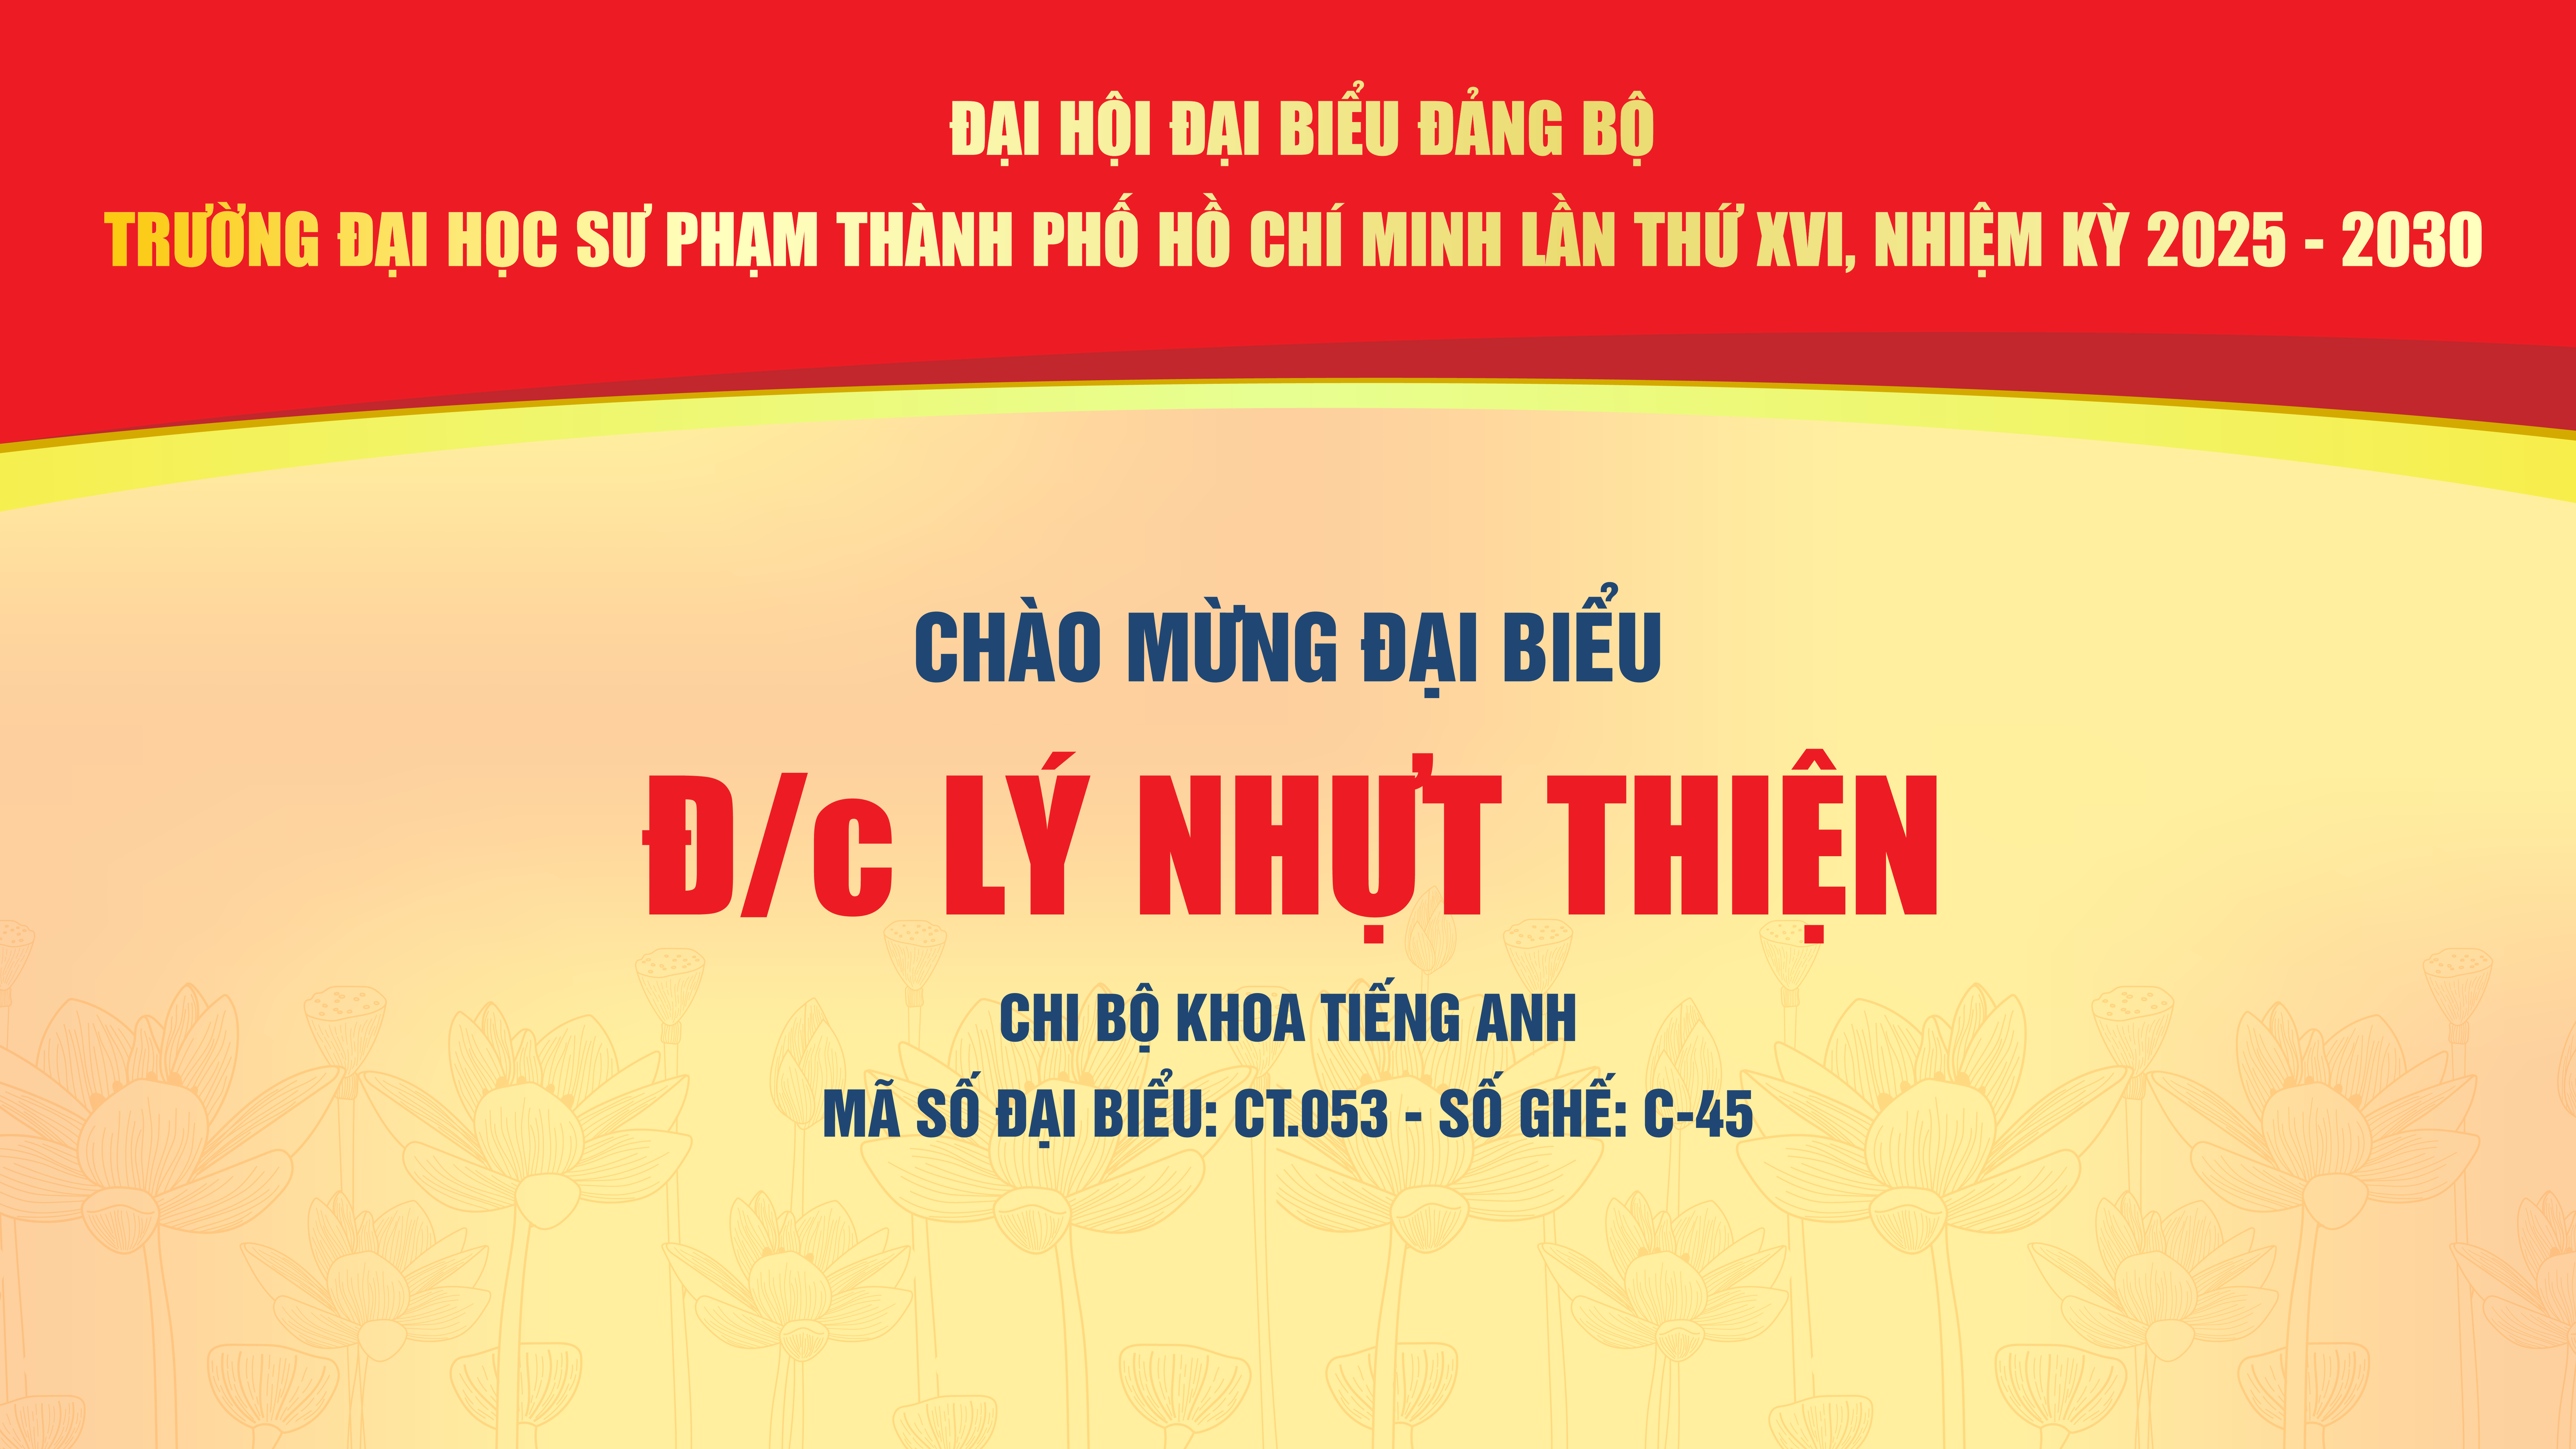 ĐẠI HỘI ĐẠI BIỂU ĐẢNG BỘ
TRƯỜNG ĐẠI HỌC SƯ PHẠM THÀNH PHỐ HỒ CHÍ MINH LẦN THỨ XVI, NHIỆM KỲ 2025 - 2030
CHÀO MỪNG ĐẠI BIỂU
Đ/c LÝ NHỰT THIỆN
CHI BỘ KHOA TIẾNG ANH
MÃ SỐ ĐẠI BIỂU: CT.053 - SỐ GHẾ: C-45